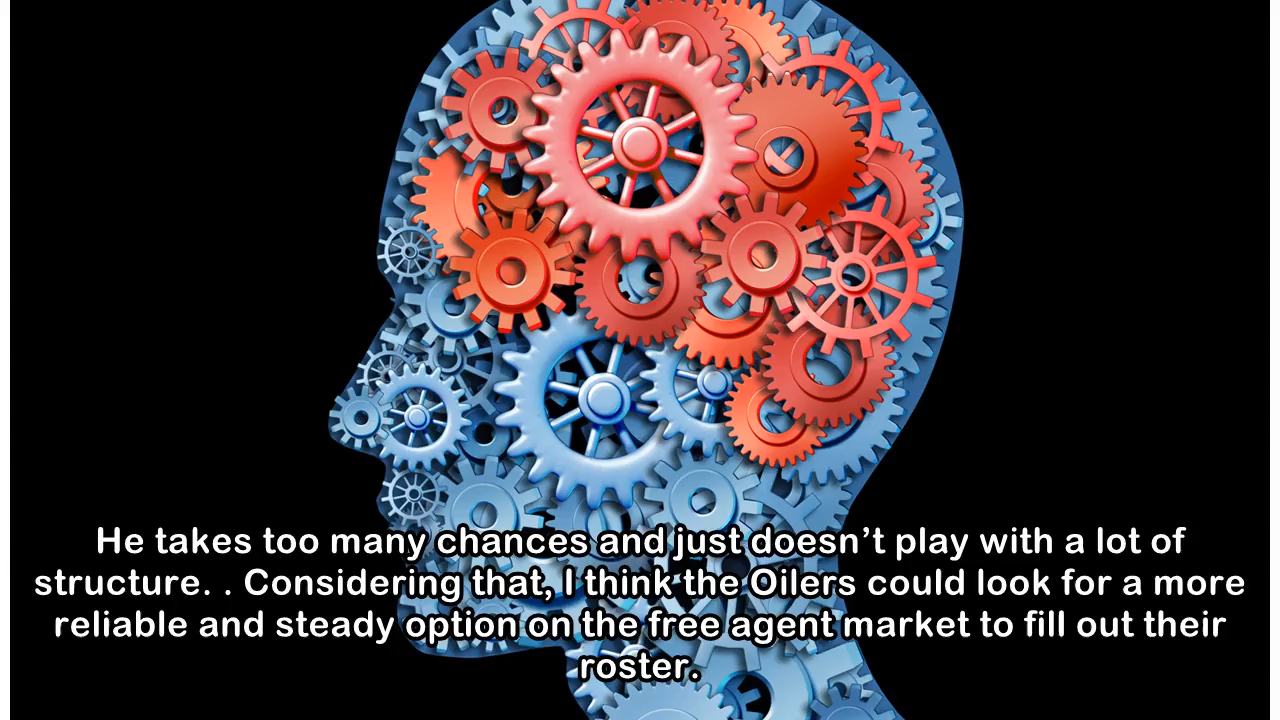 He takes too many chances and just doesn’t play with a lot of
structure. . Considering that, I think the Oilers could look for a more
reliable and steady option on the free agent market to fill out their
roster.